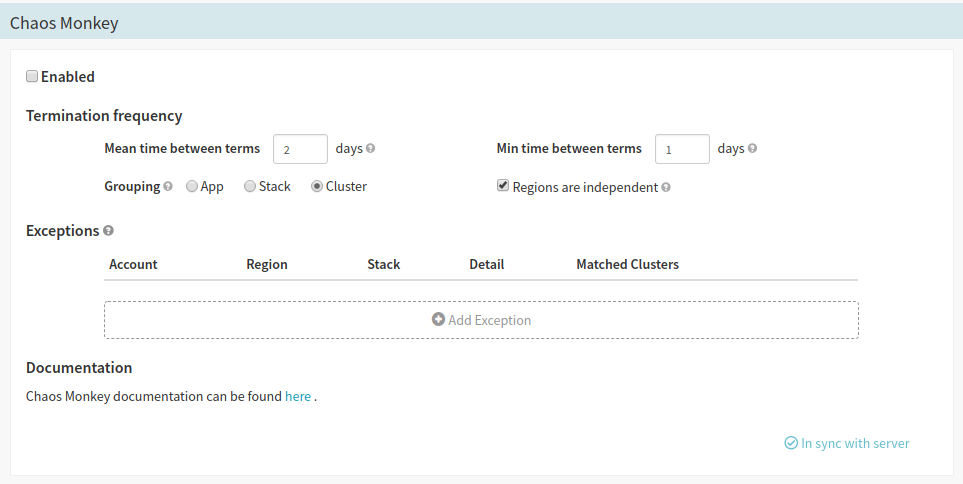 Chaos Monkey
Enabled
Termination frequency
Mean time between terms 2 days ? Min time between terms 1 days ?
Grouping ? App Stack Cluster Regions are independent ?
Exceptions ?
Account Region Stack Detail Matched Clusters
Add Exception
Documentation
Chaos Monkey documentation can be found here .
In sync with server